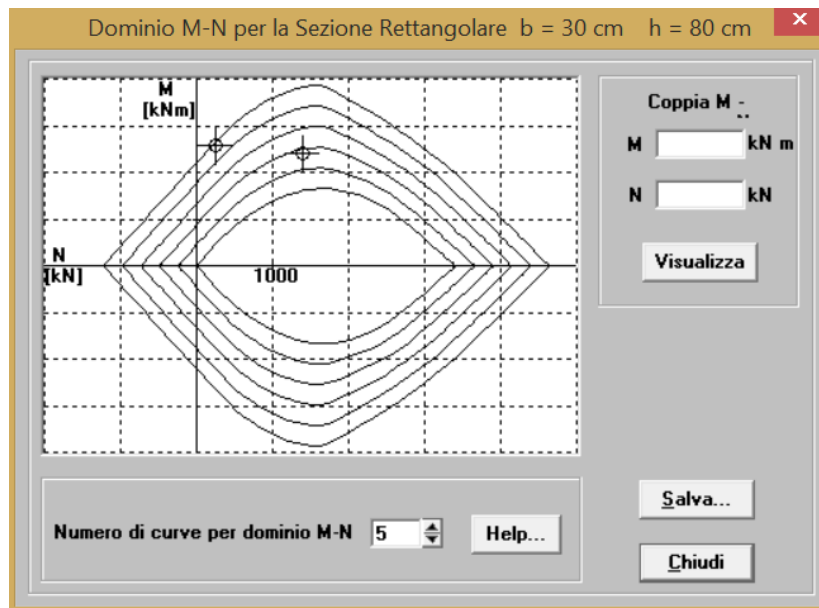 Dominio M-N per la Sezione Rettangolare b = 30 cm h = 80 cm
M
[kNm]
N
[kN]
1000
Coppia M -
M kN m
N kN
Visualizza
Numero di curve per dominio M-N 5 Help...
Salva...
Chiudi